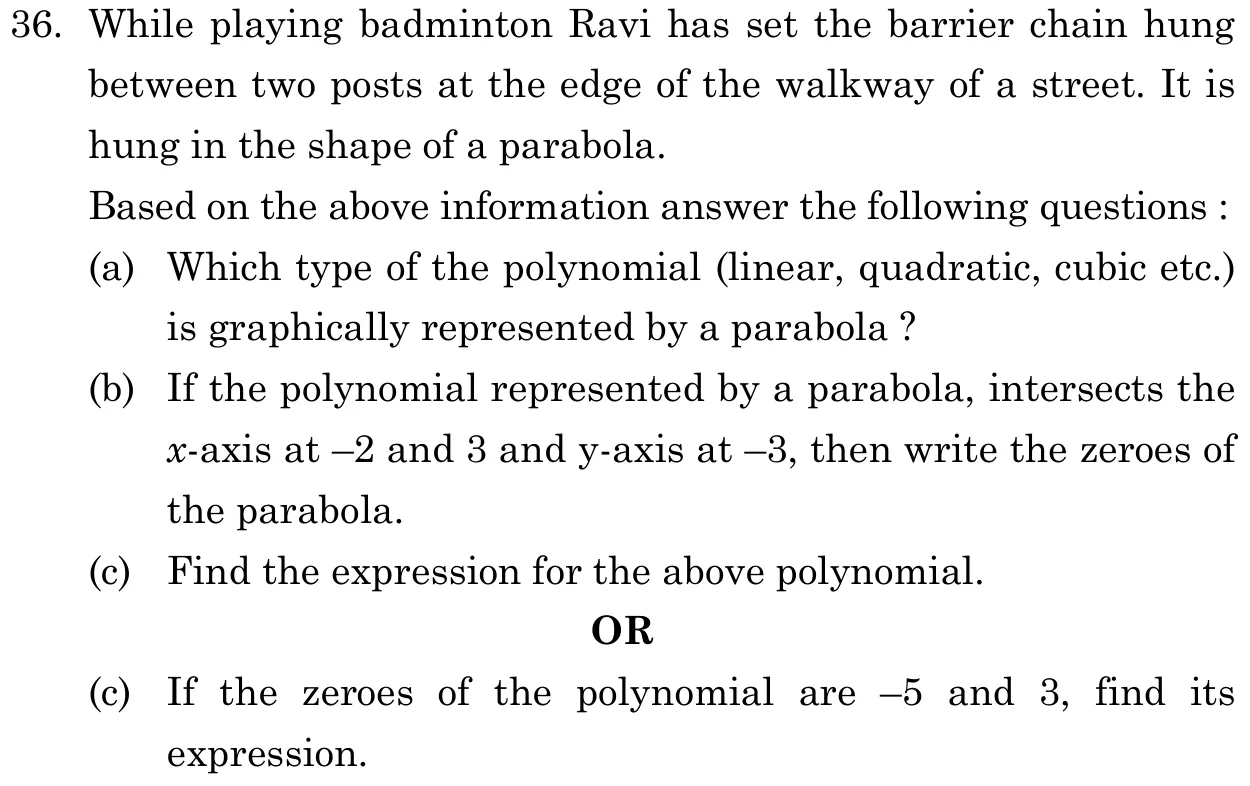 36. While playing badminton Ravi has set the barrier chain hung
between two posts at the edge of the walkway of a street. It is
hung in the shape of a parabola.
Based on the above information answer the following questions :
(a) Which type of the polynomial (linear, quadratic, cubic etc.)
is graphically represented by a parabola ?
(b) If the polynomial represented by a parabola, intersects the
x-axis at –2 and 3 and y-axis at –3, then write the zeroes of
the parabola.
(c) Find the expression for the above polynomial.
OR
(c) If the zeroes of the polynomial are –5 and 3, find its
expression.